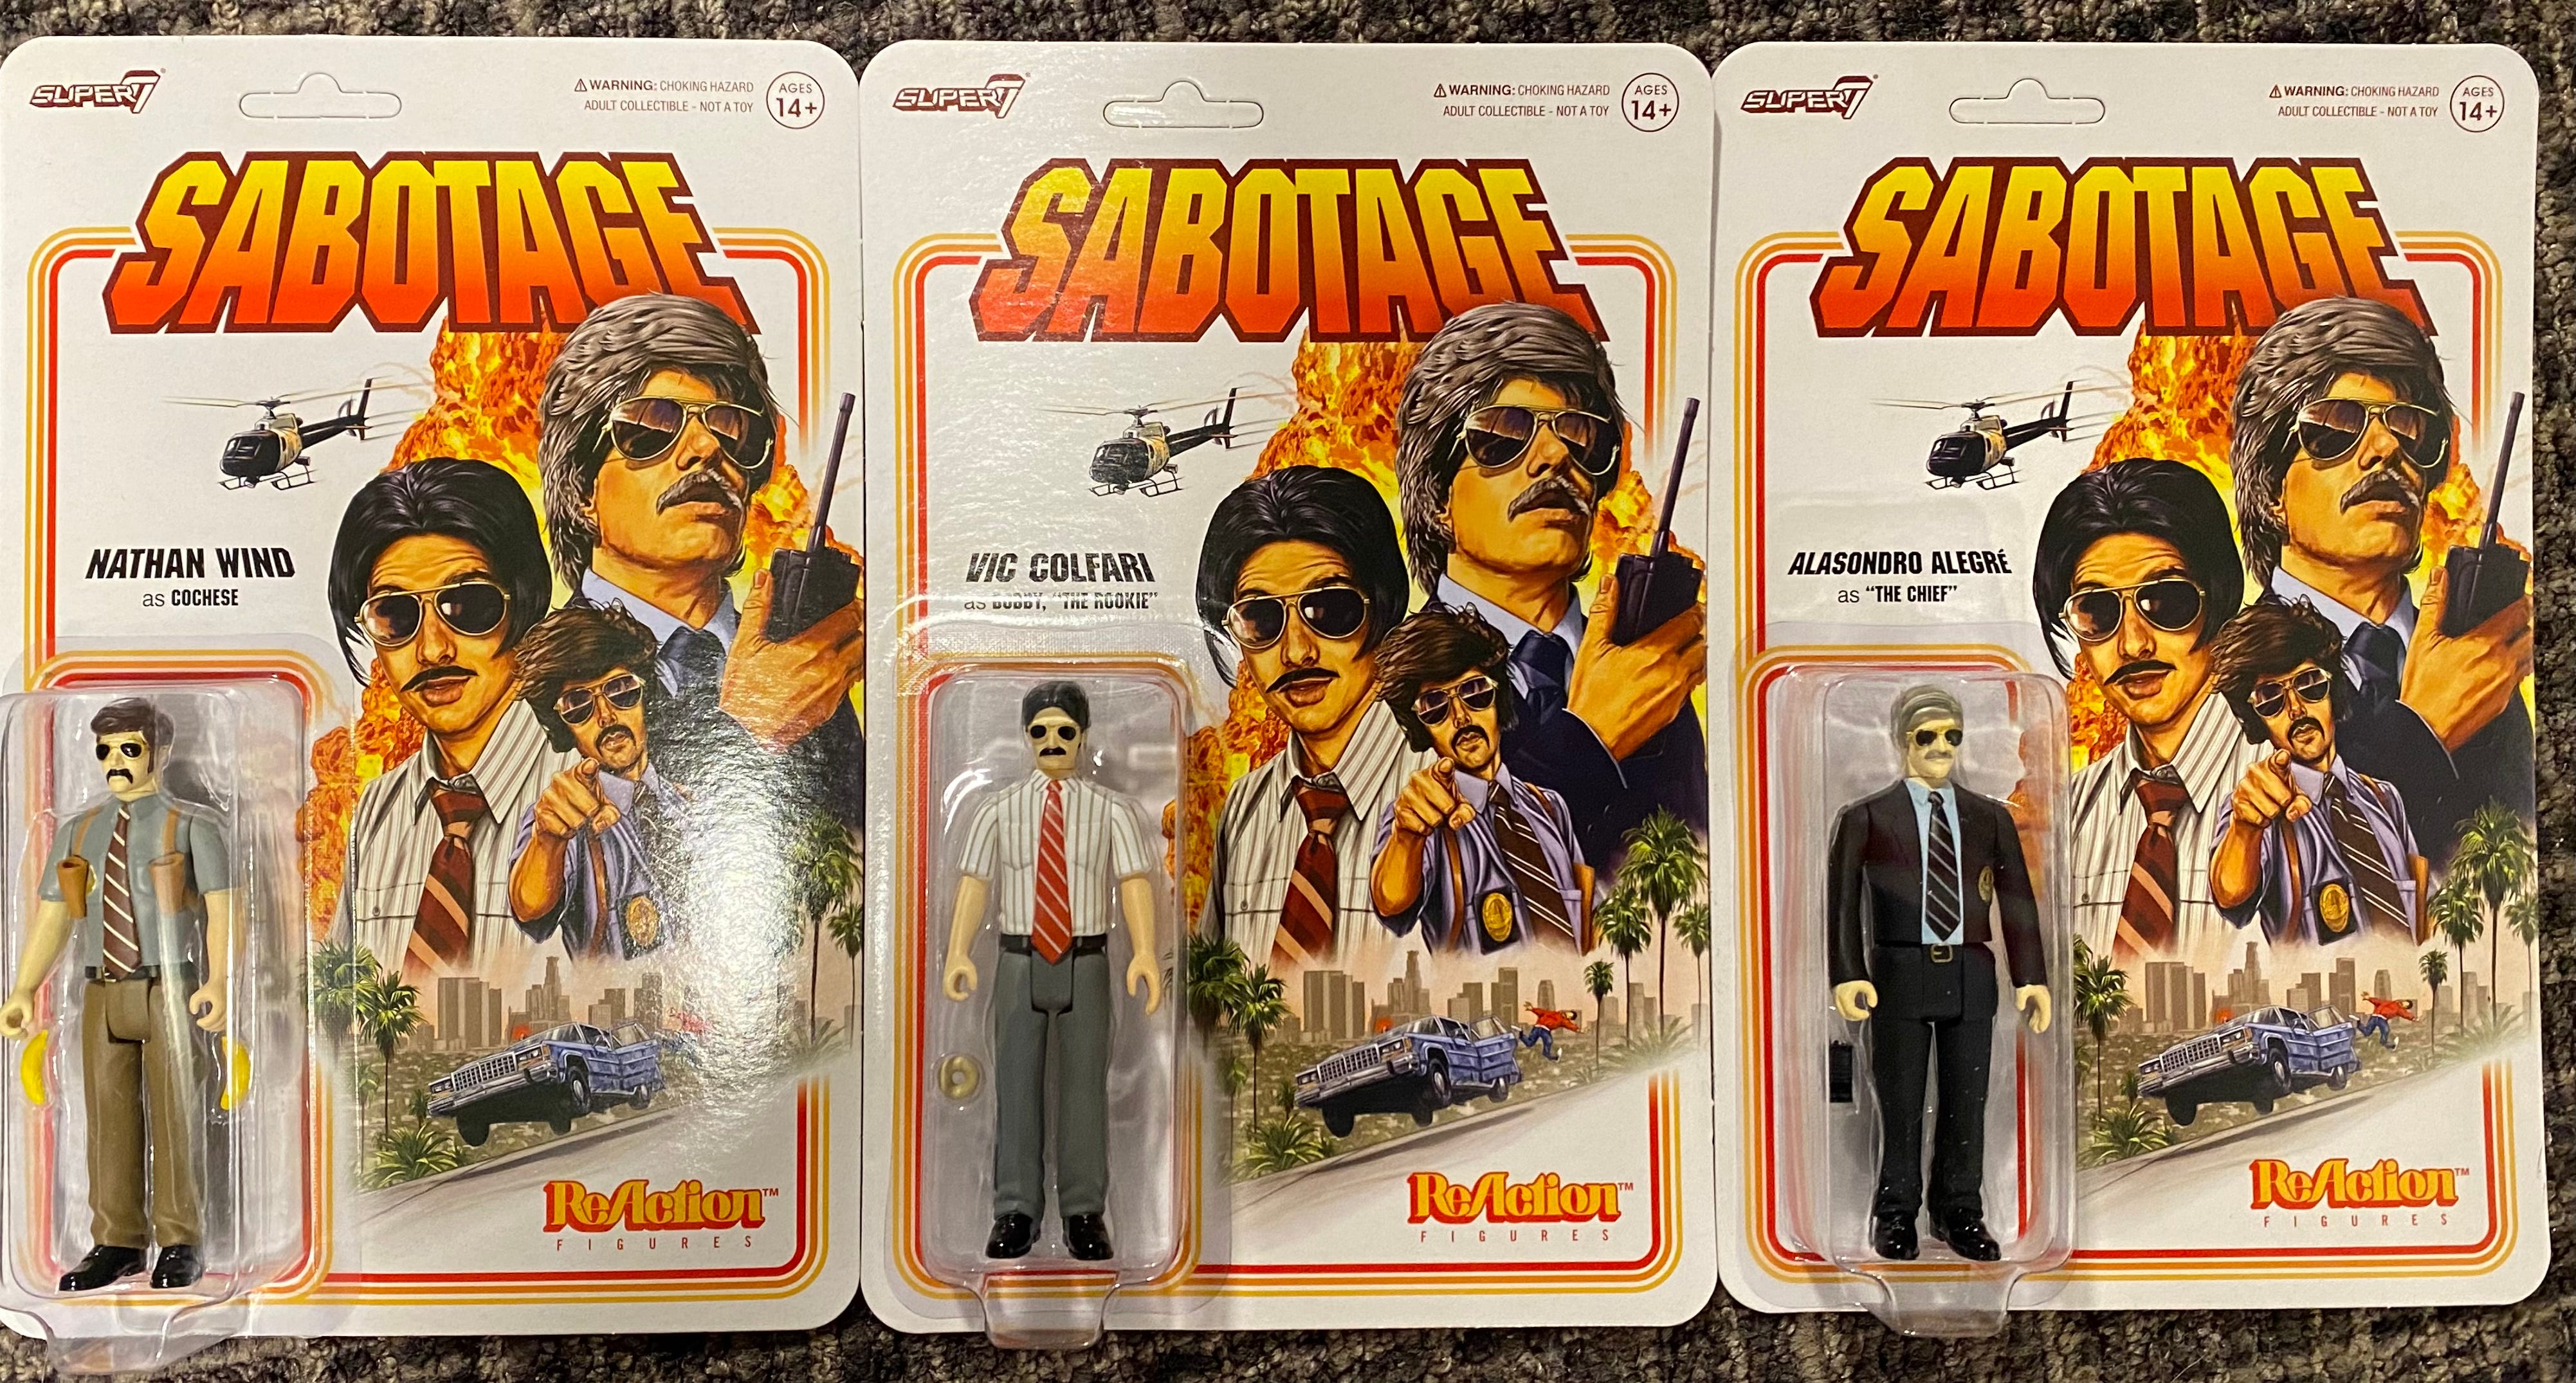 SUPER7
WARNING: CHOKING HAZARD
ADULT COLLECTIBLE - NOT A TOY
AGES
14+
SABOTAGE
NATHAN WIND
as COCHESE
ReAction™
FIGURES
SUPER7
WARNING: CHOKING HAZARD
ADULT COLLECTIBLE - NOT A TOY
AGES
14+
SABOTAGE
VIC COLFARI
as BOBBY, "THE ROOKIE"
ReAction™
FIGURES
SUPER7
WARNING: CHOKING HAZARD
ADULT COLLECTIBLE - NOT A TOY
AGES
14+
SABOTAGE
ALASONDRO ALEGRé
as "THE CHIEF"
ReAction™
FIGURES